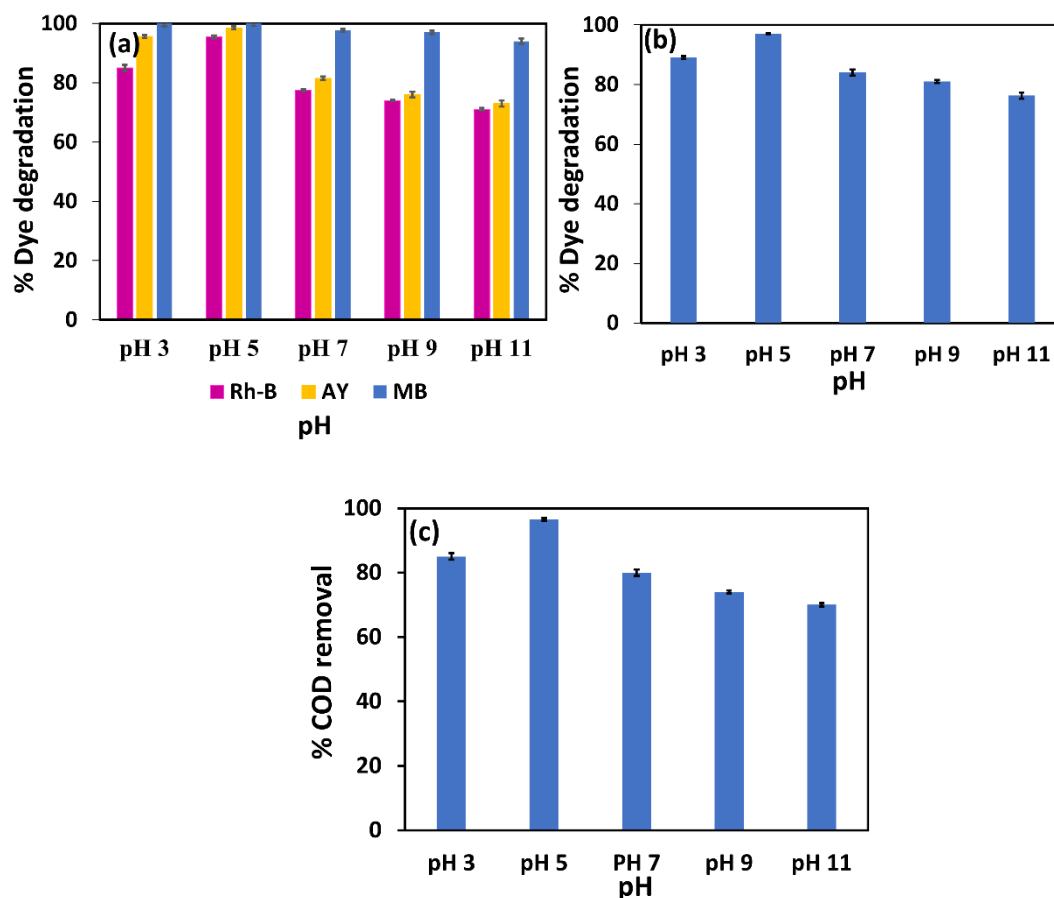 (a)
% Dye degradation
100
80
60
40
20
0
pH 3 pH 5 pH 7 pH 9 pH 11
Rh-B AY MB
pH
(b)
% Dye degradation
100
80
60
40
20
0
pH 3 pH 5 pH 7 pH 9 pH 11
pH
(c)
% COD removal
100
80
60
40
20
0
pH 3 pH 5 PH 7 pH 9 pH 11
pH